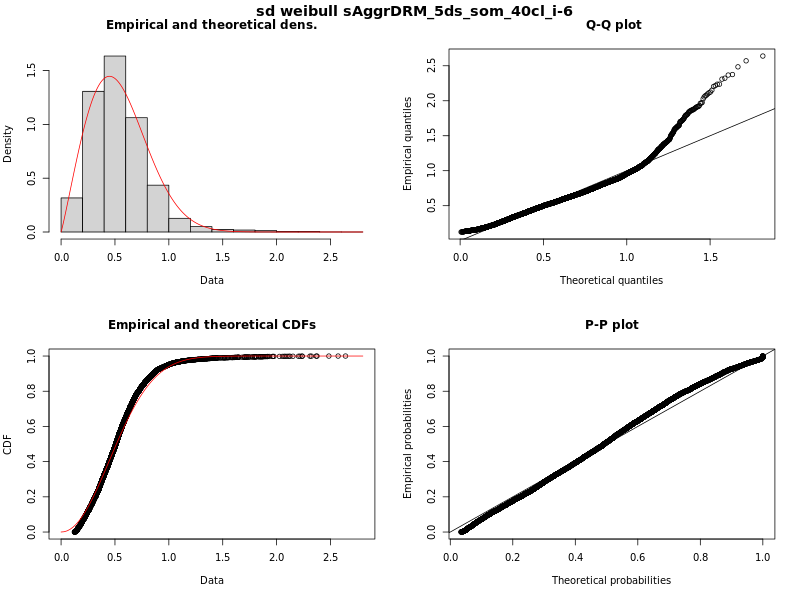 sd weibull sAggrDRM_5ds_som_40cl_i-6
Empirical and theoretical dens.
Density
0.0 0.5 1.0 1.5
0.0 0.5 1.0 1.5 2.0 2.5
Data
Q-Q plot
Empirical quantiles
0.5 1.0 1.5 2.0 2.5
0.0 0.5 1.0 1.5
Theoretical quantiles
Empirical and theoretical CDFs
CDF
0.0 0.2 0.4 0.6 0.8 1.0
0.0 0.5 1.0 1.5 2.0 2.5
Data
P-P plot
Empirical probabilities
0.0 0.2 0.4 0.6 0.8 1.0
0.0 0.2 0.4 0.6 0.8 1.0
Theoretical probabilities